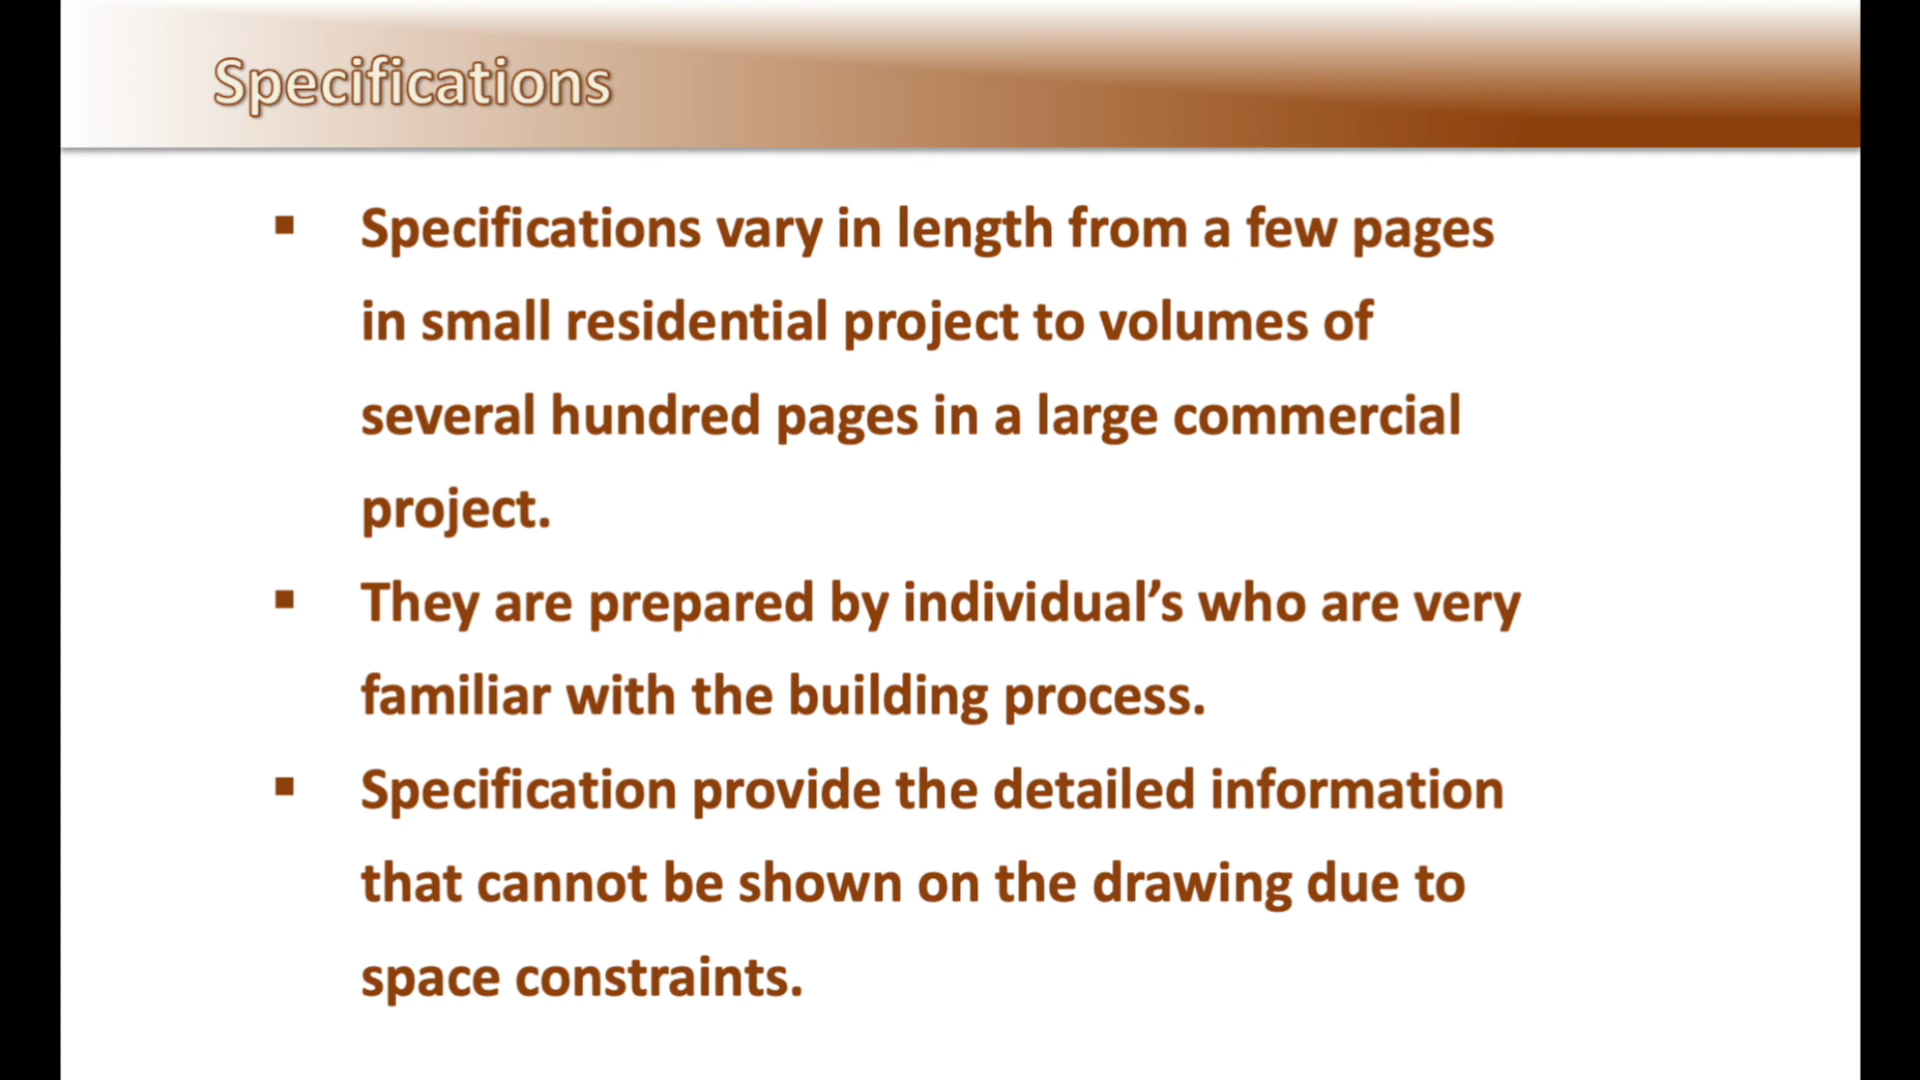 Specifications
▪ Specifications vary in length from a few pages
in small residential project to volumes of
several hundred pages in a large commercial
project.
▪ They are prepared by individual’s who are very
familiar with the building process.
▪ Specification provide the detailed information
that cannot be shown on the drawing due to
space constraints.